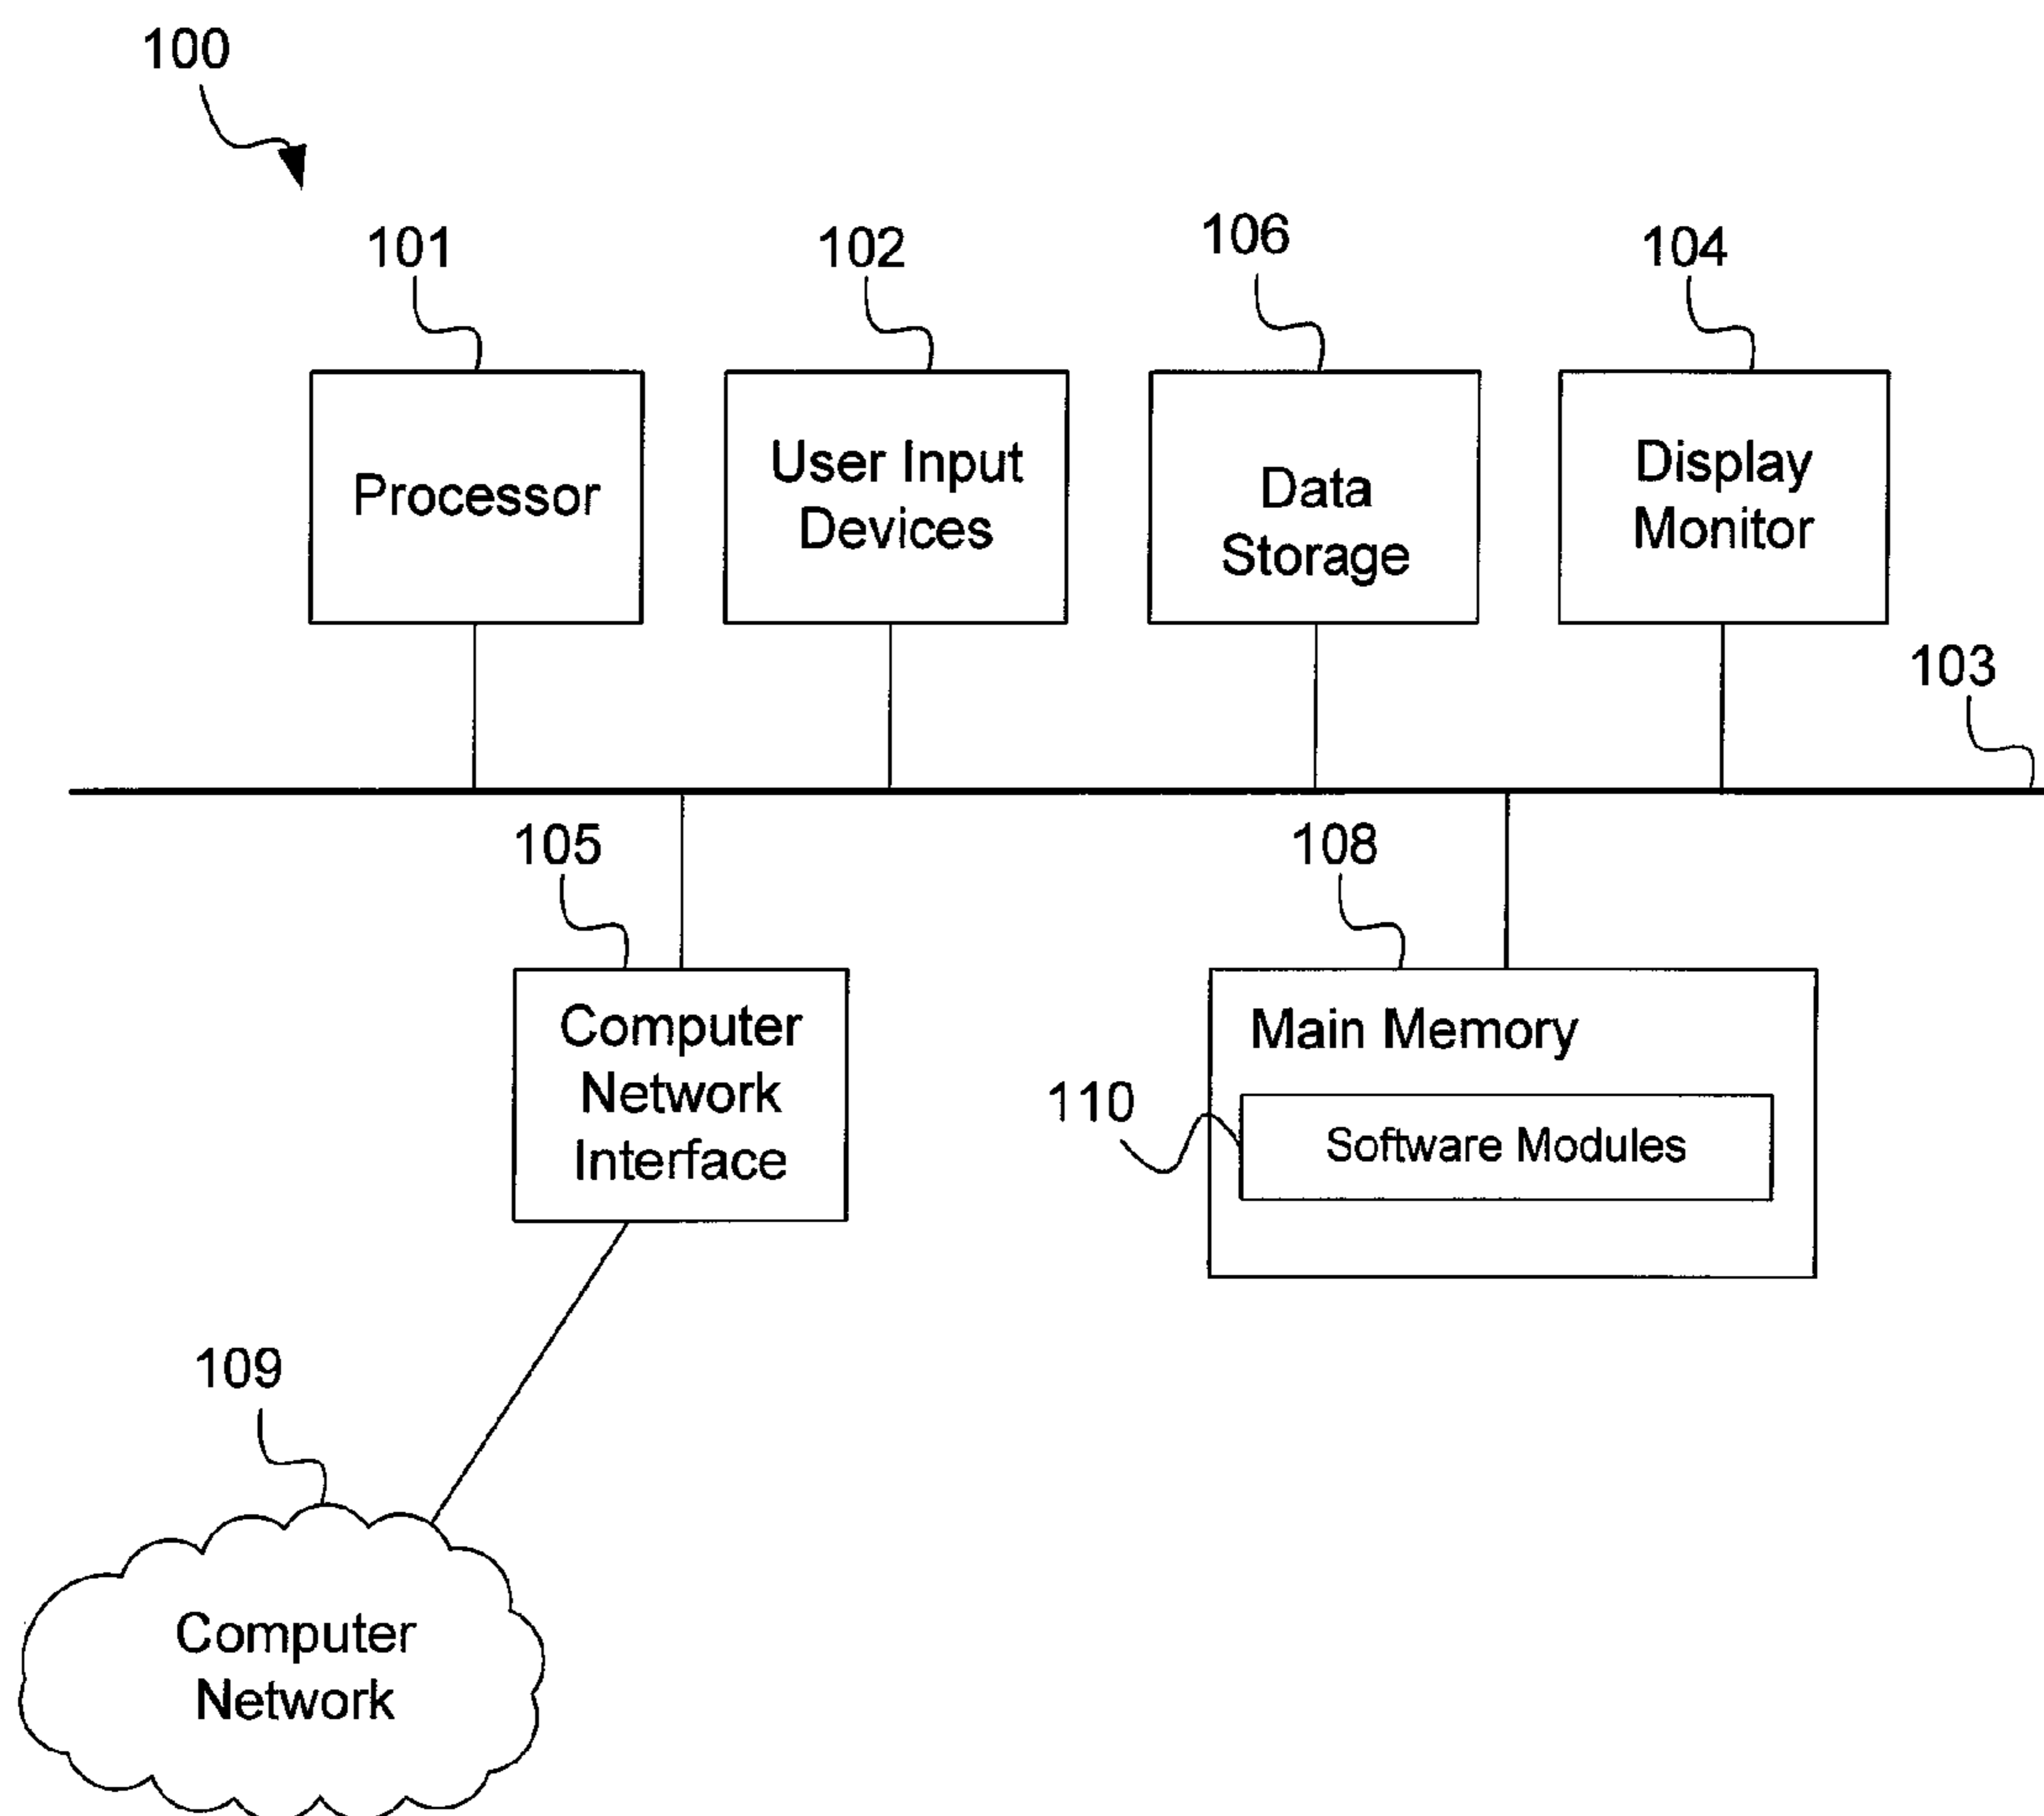 100
101
102
106
104
Processor
User Input
Devices
Data
Storage
Display
Monitor
103
105
108
Computer
Network
Interface
Main Memory
110
Software Modules
109
Computer
Network